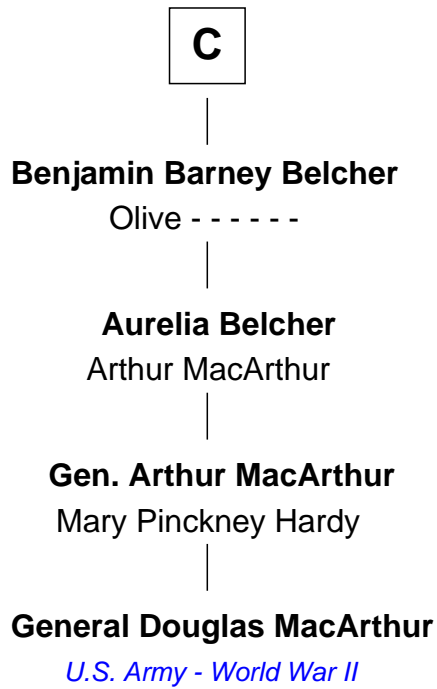 C
Benjamin Barney Belcher
Olive - - - - - -
Aurelia Belcher
Arthur MacArthur
Gen. Arthur MacArthur
Mary Pinckney Hardy
General Douglas MacArthur
U.S. Army - World War II